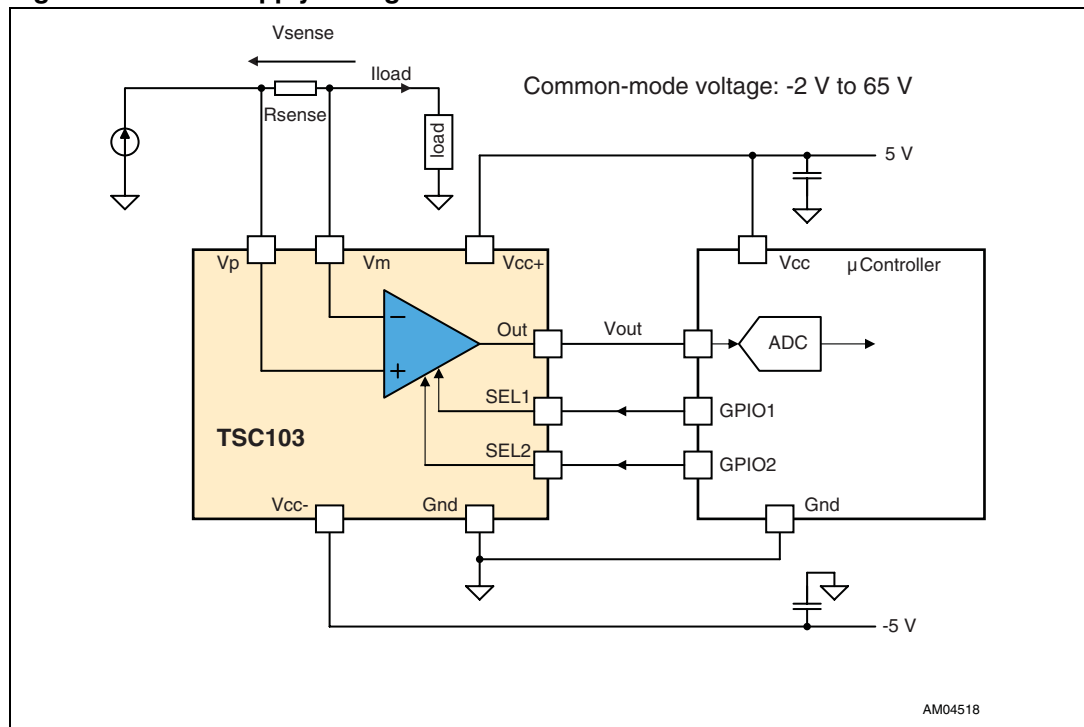 Vsense
Iload
Common-mode voltage: -2 V to 65 V
Rsense
load
5 V
Vp
Vm
Vcc+
Vcc
µController
Out
Vout
ADC
SEL1
GPIO1
TSC103
SEL2
GPIO2
Vcc-
Gnd
Gnd
-5 V
AM04518